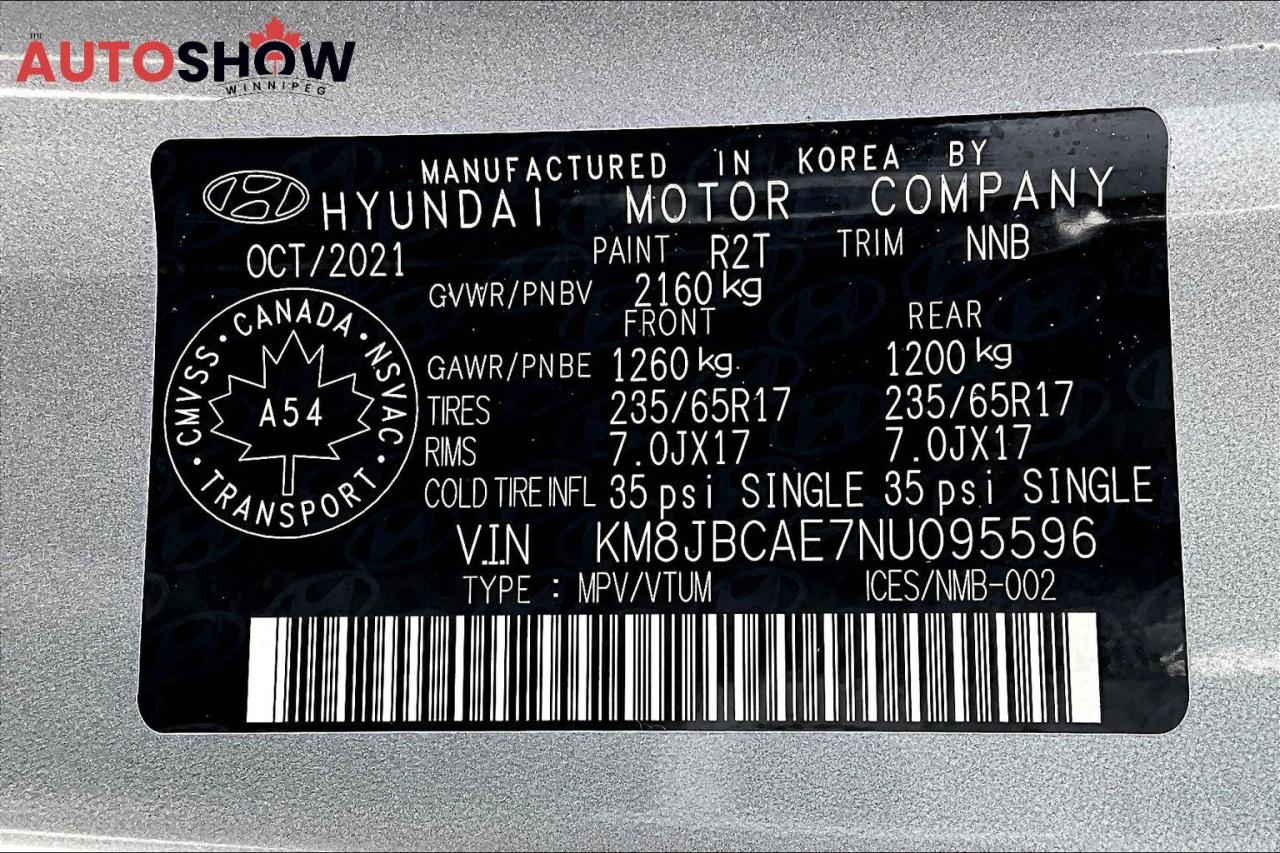 THE
AUTOSHOW
WINNIPEG
MANUFACTURED IN KOREA BY
HYUNDAI MOTOR COMPANY
OCT/2021 PAINT R2T TRIM NNB
GVWR/PNBV 2160 kg
FRONT REAR
GAWR/PNBE 1260 kg. 1200 kg
TIRES 235/65R17 235/65R17
RIMS 7.0JX17 7.0JX17
COLD TIRE INFL 35 psi SINGLE 35 psi SINGLE
V.I.N KM8JBCAE7NU095596
TYPE : MPV/VTUM ICES/NMB-002
CMVSS · CANADA · NSVAC · TRANSPORT ·
A54